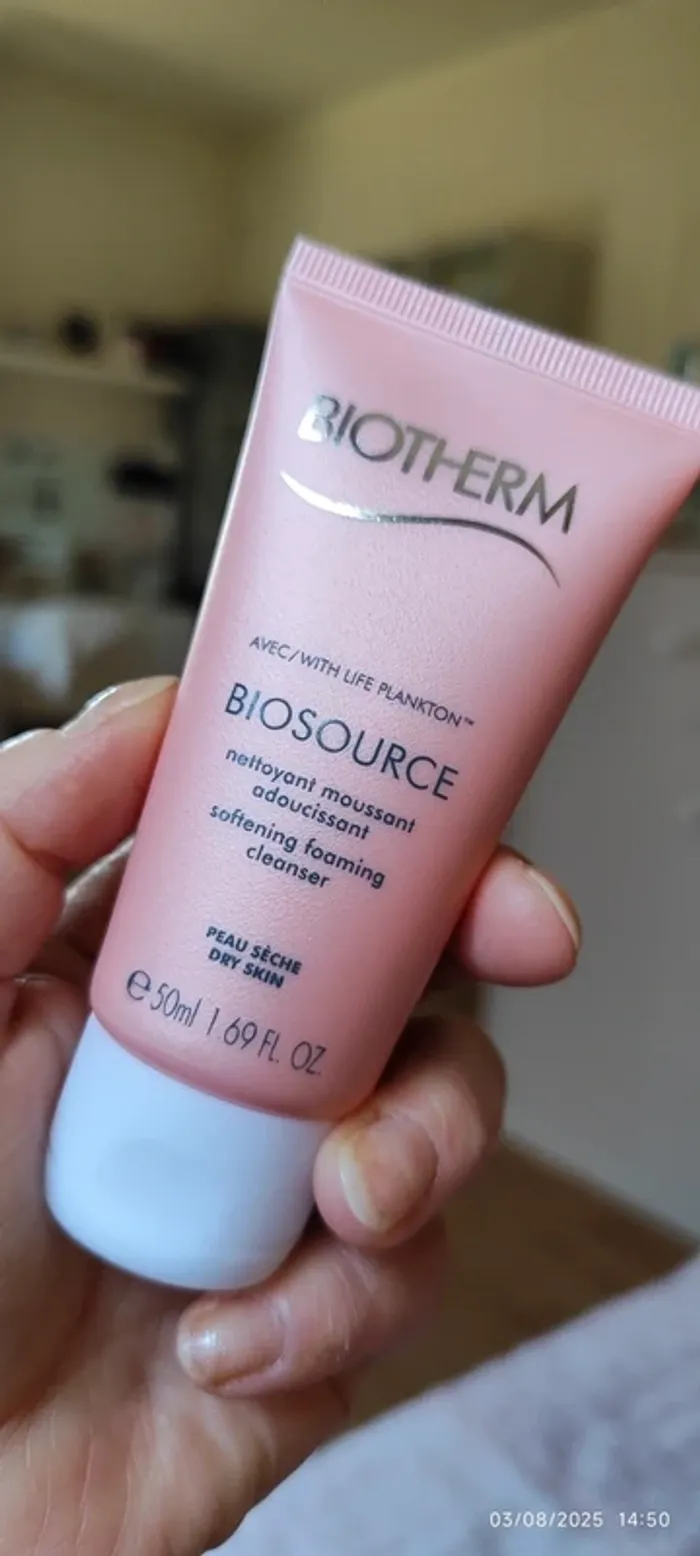 BIOTHERM
AVEC/WITH LIFE PLANKTON™
BIOSOURCE
nettoyant moussant
adoucissant
softening foaming
cleanser
PEAU SÈCHE
DRY SKIN
℮ 50ml 1.69 FL. OZ.
03/08/2025 14:50